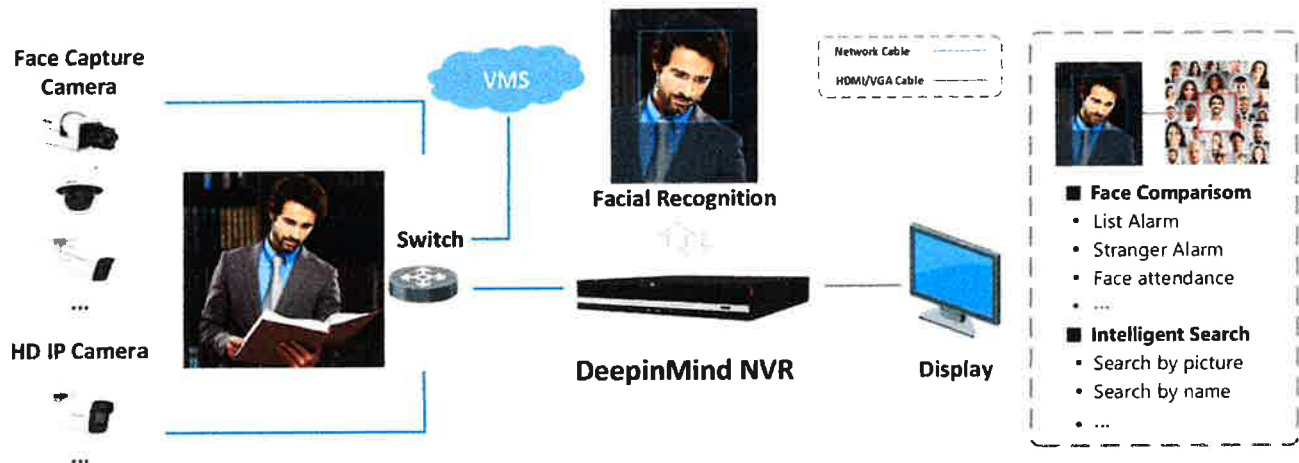 Face Capture
Camera
...
HD IP Camera
...
VMS
Switch
Facial Recognition
DeepinMind NVR
Display
Network Cable
HDMI/VGA Cable
■ Face Comparisom
• List Alarm
• Stranger Alarm
• Face attendance
• ...
■ Intelligent Search
• Search by picture
• Search by name
• ...